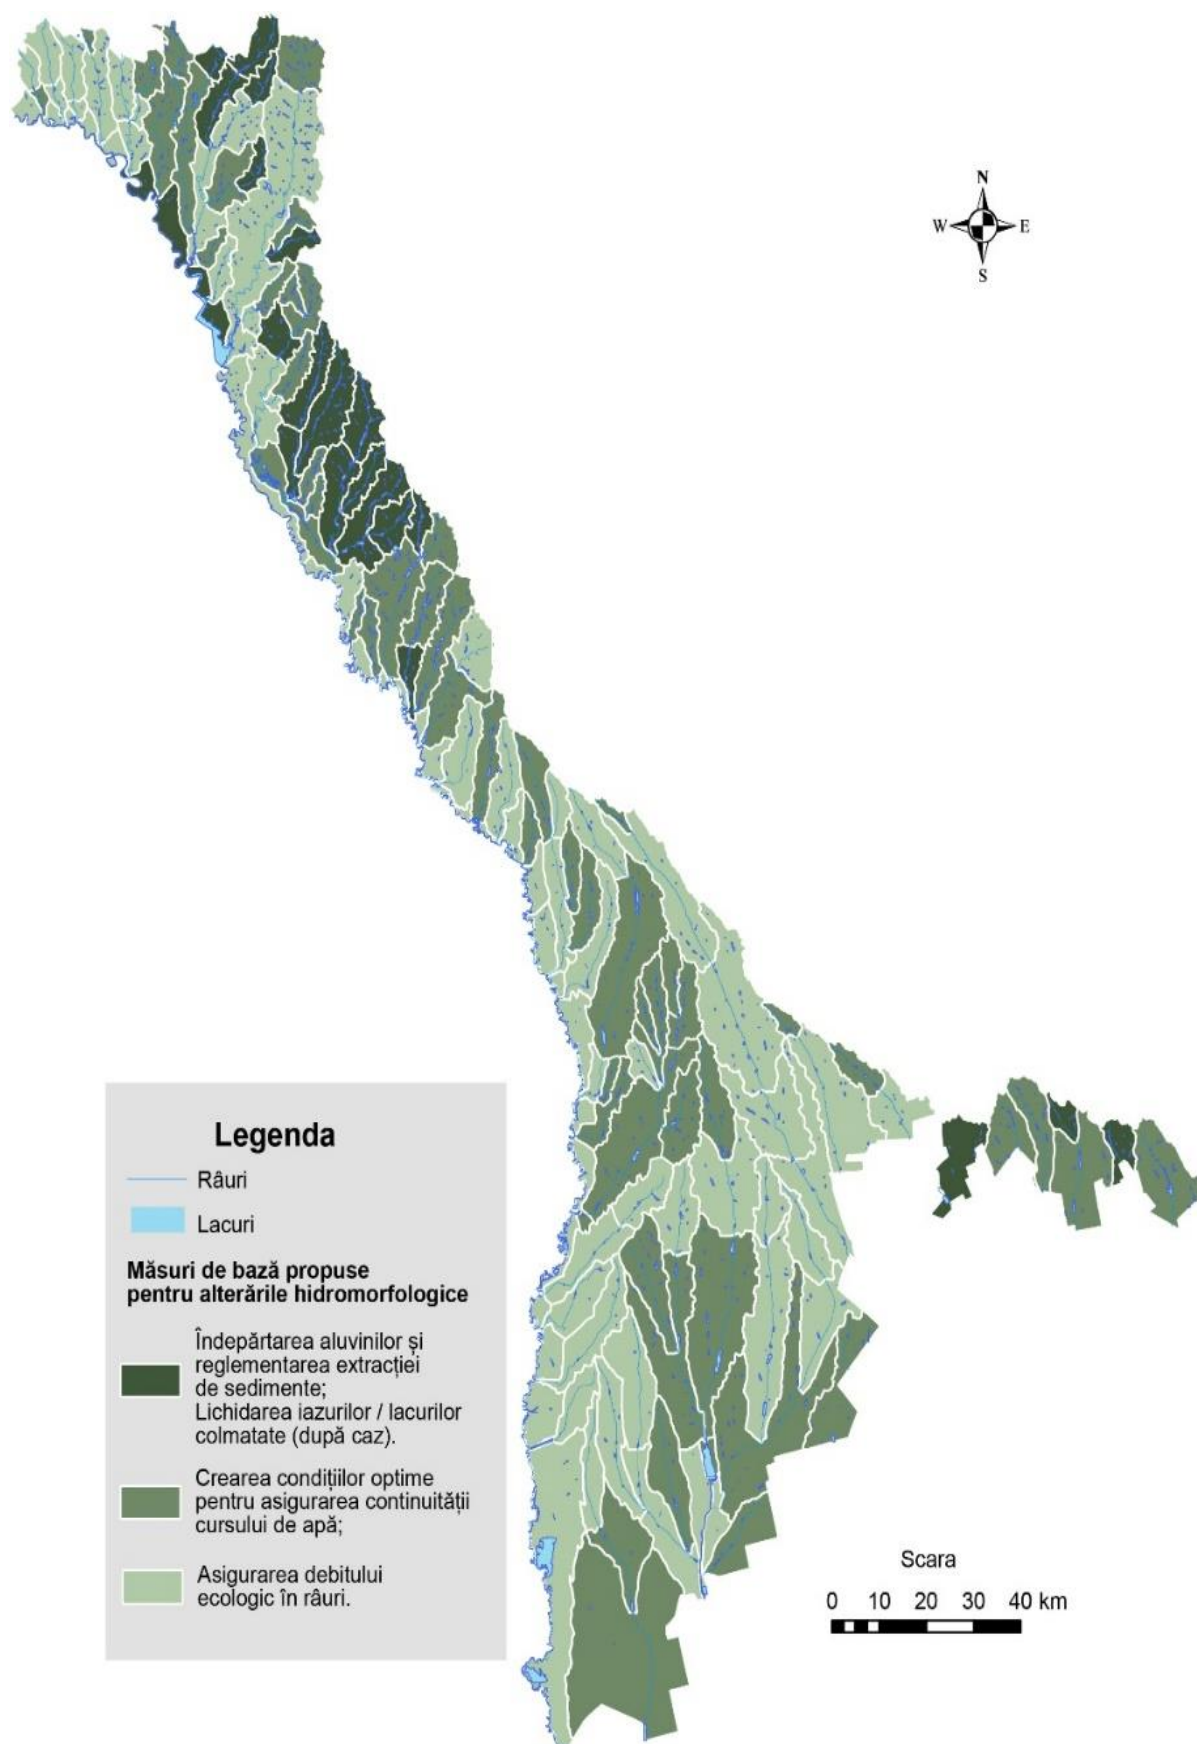 N
W E
S
Legenda
Râuri
Lacuri
Măsuri de bază propuse
pentru alterările hidromorfologice
Îndepărtarea aluvinilor și
reglementarea extracției
de sedimente;
Lichidarea iazurilor / lacurilor
colmatate (după caz).
Crearea condițiilor optime
pentru asigurarea continuității
cursului de apă;
Asigurarea debitului
ecologic în râuri.
Scara
0 10 20 30 40 km